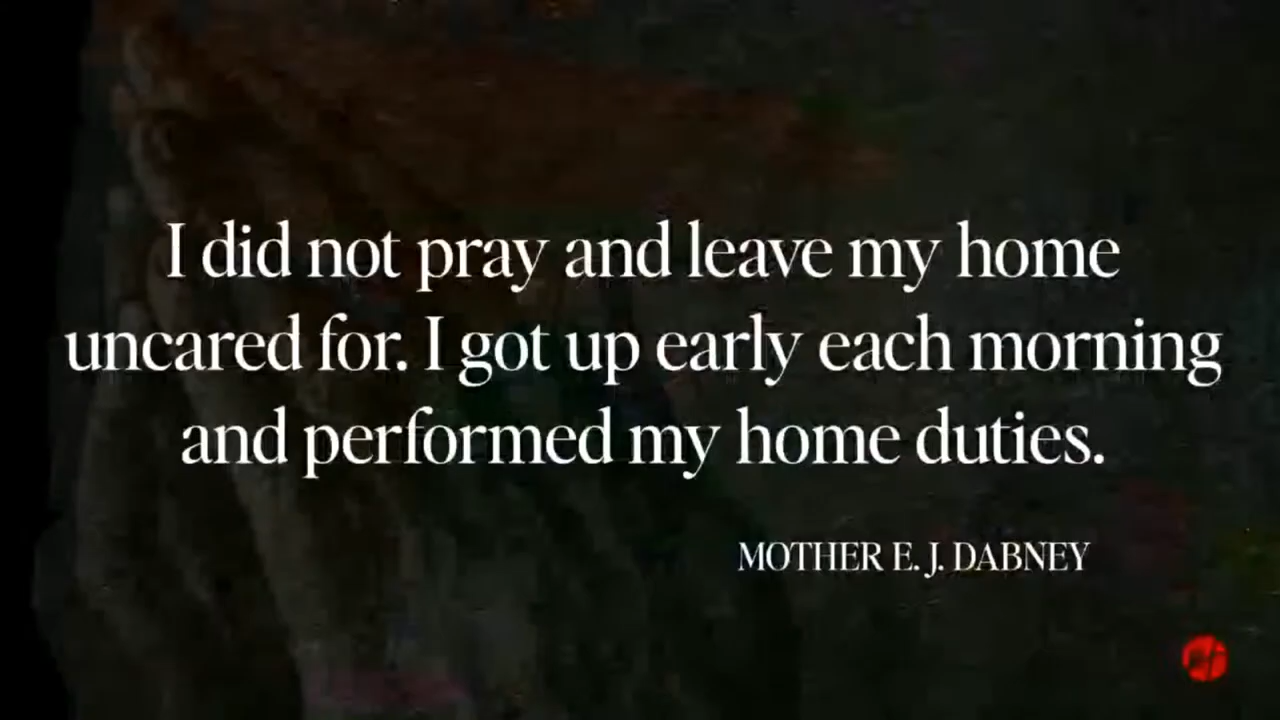 I did not pray and leave my home
uncared for. I got up early each morning
and performed my home duties.
MOTHER E. J. DABNEY